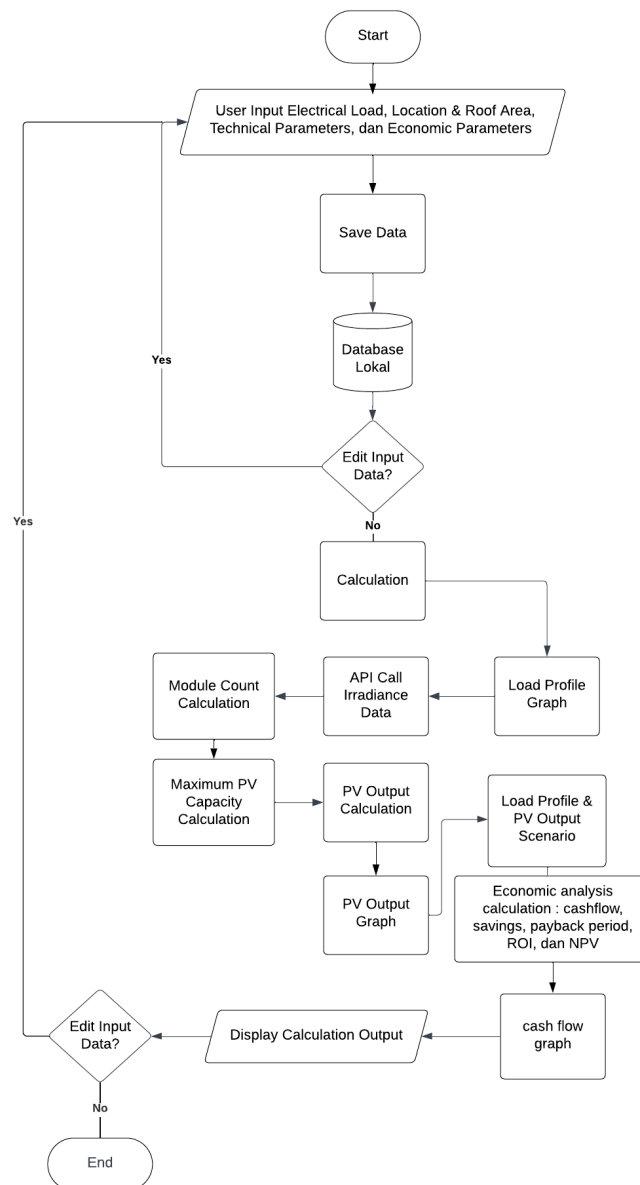 Start
User Input Electrical Load, Location & Roof Area,
Technical Parameters, dan Economic Parameters
Save Data
Database
Lokal
Yes
Edit Input
Data?
Yes
No
Calculation
Module Count
Calculation
API Call
Irradiance
Data
Load Profile
Graph
Maximum PV
Capacity
Calculation
PV Output
Calculation
Load Profile &
PV Output
Scenario
PV Output
Graph
Economic analysis
calculation : cashflow,
savings, payback period,
ROI, dan NPV
Edit Input
Data?
Display Calculation Output
cash flow
graph
No
End